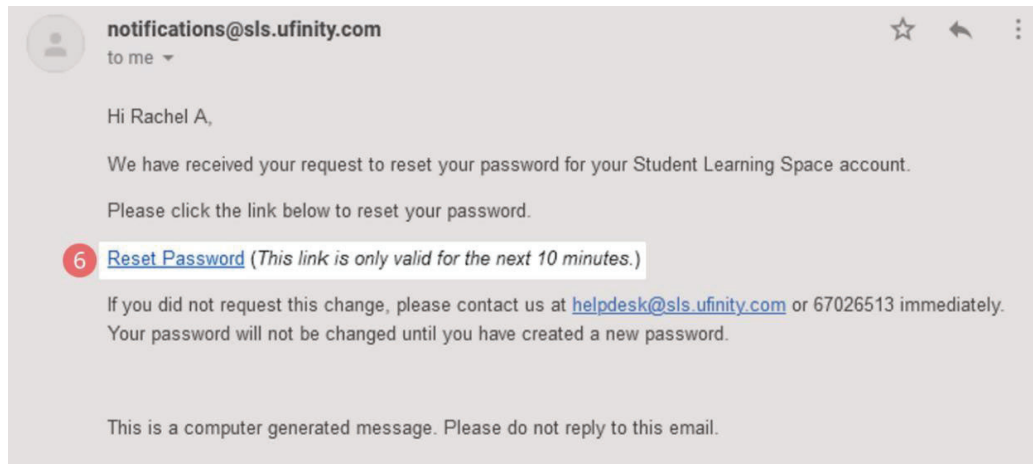 notifications@sls.ufinity.com
to me
Hi Rachel A,
We have received your request to reset your password for your Student Learning Space account.
Please click the link below to reset your password.
6 Reset Password (This link is only valid for the next 10 minutes.)
If you did not request this change, please contact us at helpdesk@sls.ufinity.com or 67026513 immediately.
Your password will not be changed until you have created a new password.
This is a computer generated message. Please do not reply to this email.